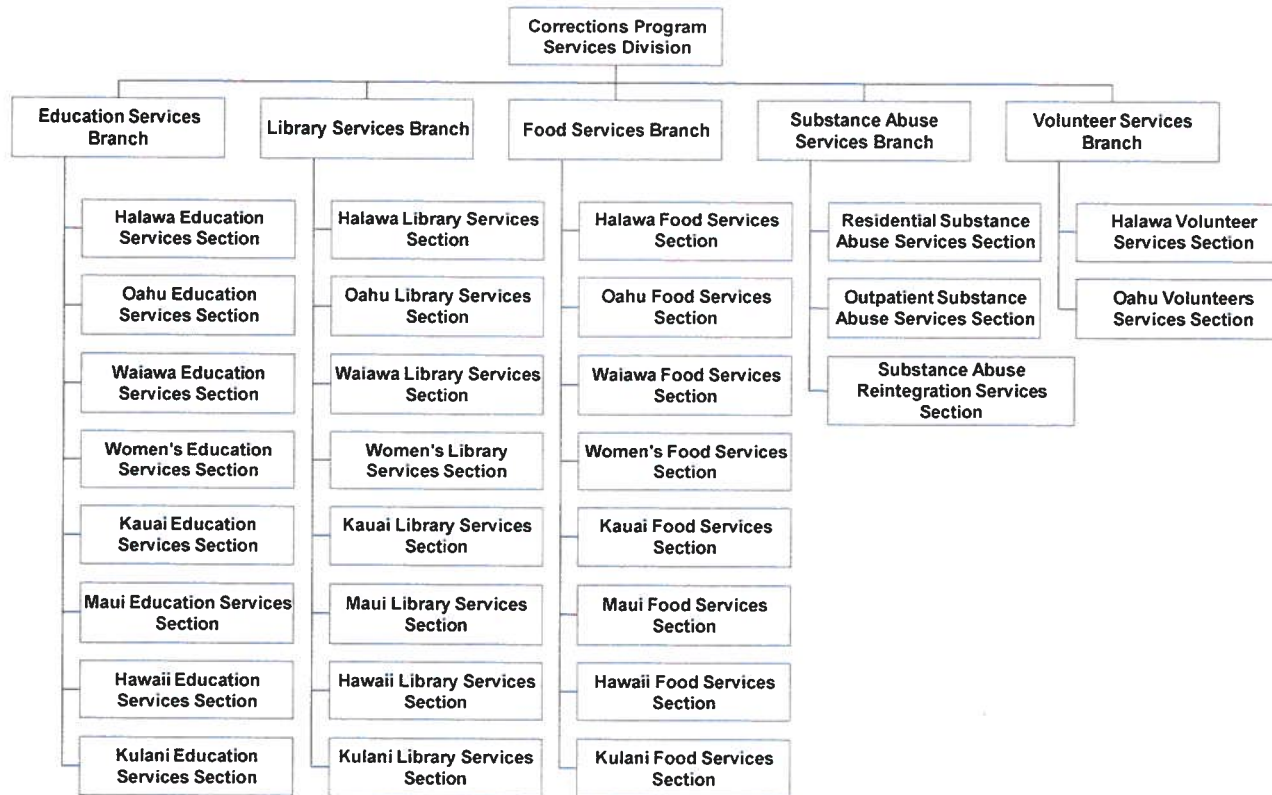 Corrections Program
Services Division
Education Services
Branch
Library Services Branch
Food Services Branch
Substance Abuse
Services Branch
Volunteer Services
Branch
Halawa Education
Services Section
Oahu Education
Services Section
Waiawa Education
Services Section
Women's Education
Services Section
Kauai Education
Services Section
Maui Education Services
Section
Hawaii Education
Services Section
Kulani Education
Services Section
Halawa Library Services
Section
Oahu Library Services
Section
Waiawa Library Services
Section
Women's Library
Services Section
Kauai Library Services
Section
Maui Library Services
Section
Hawaii Library Services
Section
Kulani Library Services
Section
Halawa Food Services
Section
Oahu Food Services
Section
Waiawa Food Services
Section
Women's Food Services
Section
Kauai Food Services
Section
Maui Food Services
Section
Hawaii Food Services
Section
Kulani Food Services
Section
Residential Substance
Abuse Services Section
Outpatient Substance
Abuse Services Section
Substance Abuse
Reintegration Services
Section
Halawa Volunteer
Services Section
Oahu Volunteers
Services Section